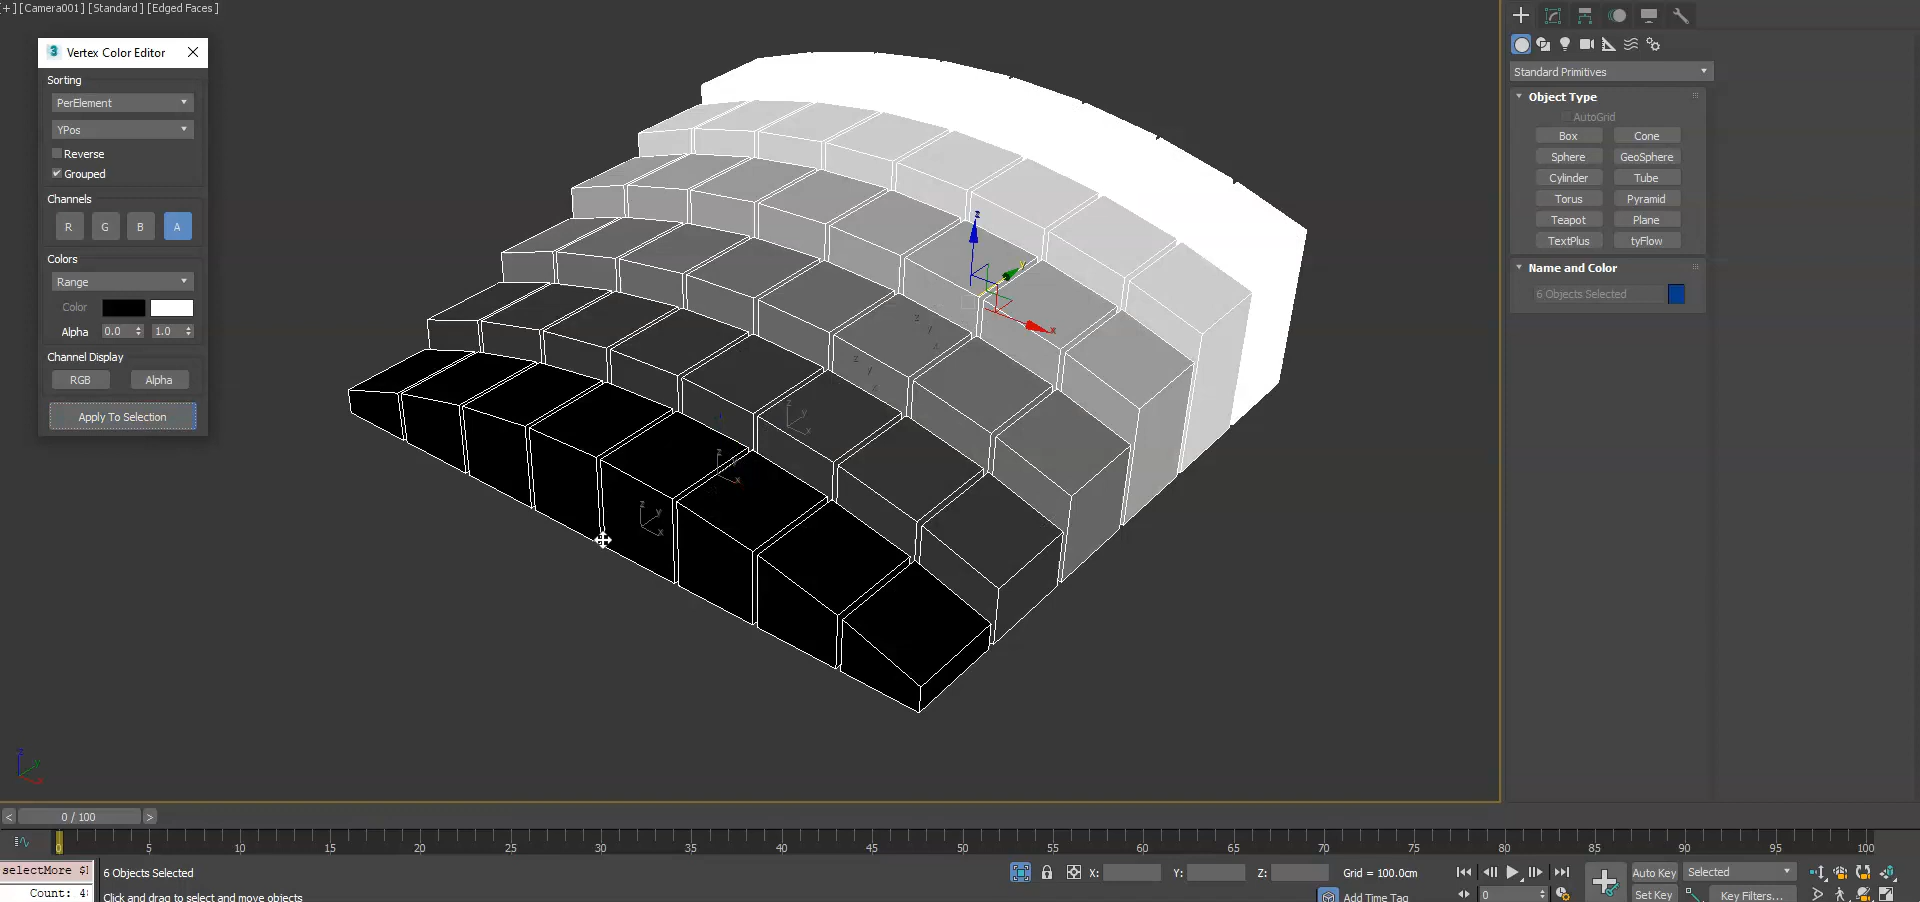 +] [Camera001] [Standard ] [Edged Faces ]
3 Vertex Color Editor
Sorting
PerElement
YPos
Reverse
Grouped
Channels
R G B A
Colors
Range
Color
Alpha 0.0 1.0
Channel Display
RGB Alpha
Apply To Selection
Standard Primitives
Object Type
AutoGrid
Box Cone
Sphere GeoSphere
Cylinder Tube
Torus Pyramid
Teapot Plane
TextPlus tyFlow
Name and Color
6 Objects Selected
z
y
x
z y x
z y x
z y x
z y
z y
z y x
< 0 / 100 >
0 5 10 15 20 25 30 35 40 45 50 55 60 65 70 75 80 85 90 95 100
selectMore $
Count: 4
6 Objects Selected
Click and drag to select and move objects
X: Y: Z: Grid = 100.0cm
Add Time Tag
0
Auto Key Selected
Set Key Key Filters...